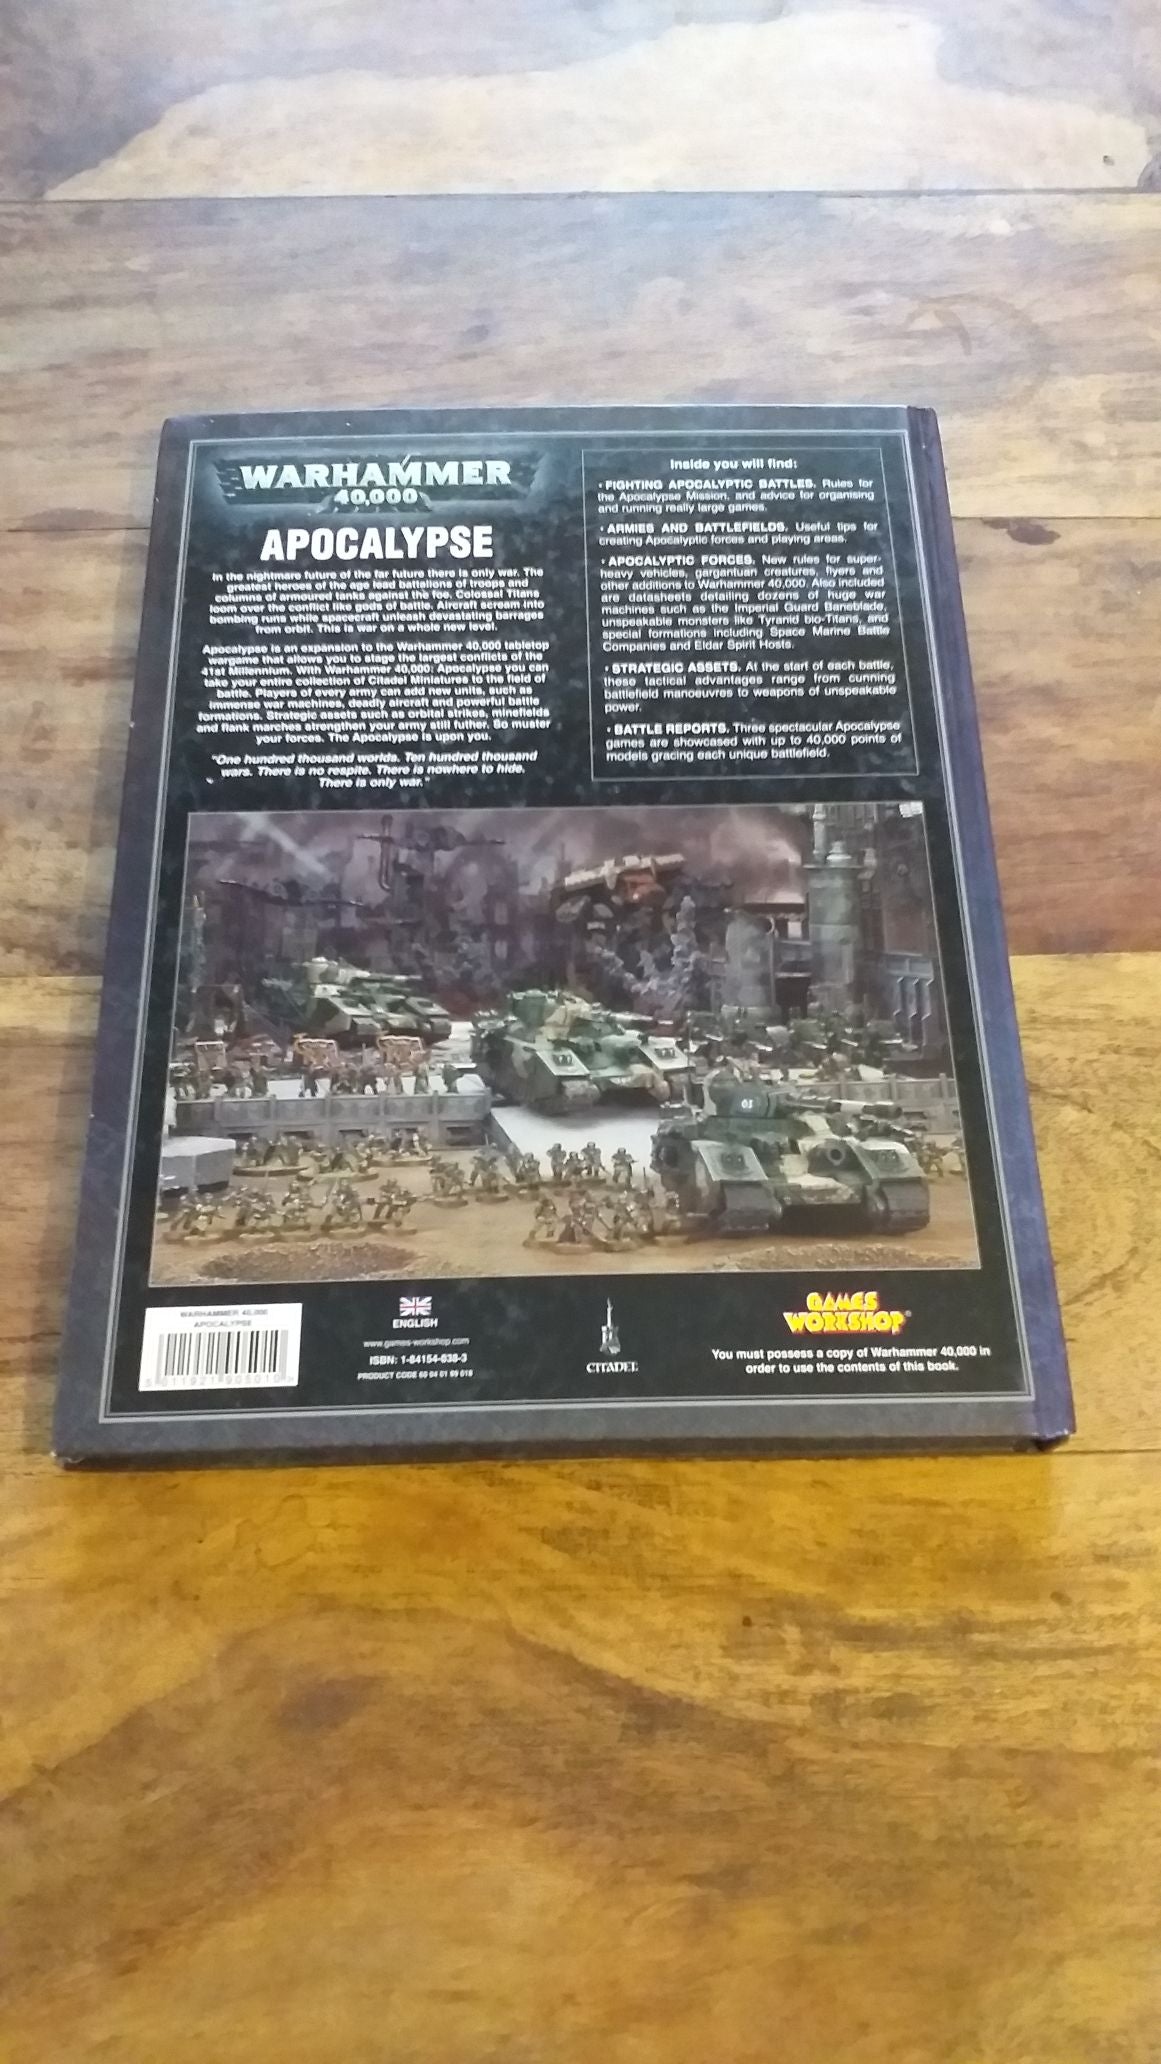 WARHAMMER
40,000
APOCALYPSE
In the nightmare future of the far future there is only war. The
greatest heroes of the age lead battalions of troops and
columns of armoured tanks against the foe. Colossal Titans
loom over the conflict like gods of battle. Aircraft scream into
bombing runs while spacecraft unleash devastating barrages
from orbit. This is war on a whole new level.
Apocalypse is an expansion to the Warhammer 40,000 tabletop
wargame that allows you to stage the largest conflicts of the
41st Millennium. With Warhammer 40,000: Apocalypse you can
take your entire collection of Citadel Miniatures to the field of
battle. Players of every army can add new units, such as
immense war machines, deadly aircraft and powerful battle
formations. Strategic assets such as orbital strikes, minefields
and flank marches strengthen your army still futher. So muster
your forces. The Apocalypse is upon you.
"One hundred thousand worlds. Ten hundred thousand
wars. There is no respite. There is nowhere to hide.
There is only war."
Inside you will find:
• FIGHTING APOCALYPTIC BATTLES. Rules for
the Apocalypse Mission, and advice for organising
and running really large games.
• ARMIES AND BATTLEFIELDS. Useful tips for
creating Apocalyptic forces and playing areas.
• APOCALYPTIC FORCES. New rules for super-
heavy vehicles, gargantuan creatures, flyers and
other additions to Warhammer 40,000. Also included
are datasheets detailing dozens of huge war
machines such as the Imperial Guard Baneblade,
unspeakable monsters like Tyranid bio-Titans, and
special formations including Space Marine Battle
Companies and Eldar Spirit Hosts.
• STRATEGIC ASSETS. At the start of each battle,
these tactical advantages range from cunning
battlefield manoeuvres to weapons of unspeakable
power.
• BATTLE REPORTS. Three spectacular Apocalypse
games are showcased with up to 40,000 points of
models gracing each unique battlefield.
03
WARHAMMER 40,000
APOCALYPSE
5 011921 905010 >
ENGLISH
www.games-workshop.com
ISBN: 1-84154-838-3
PRODUCT CODE 60 04 01 99 018
CITADEL
GAMES
WORKSHOP®
You must possess a copy of Warhammer 40,000 in
order to use the contents of this book.